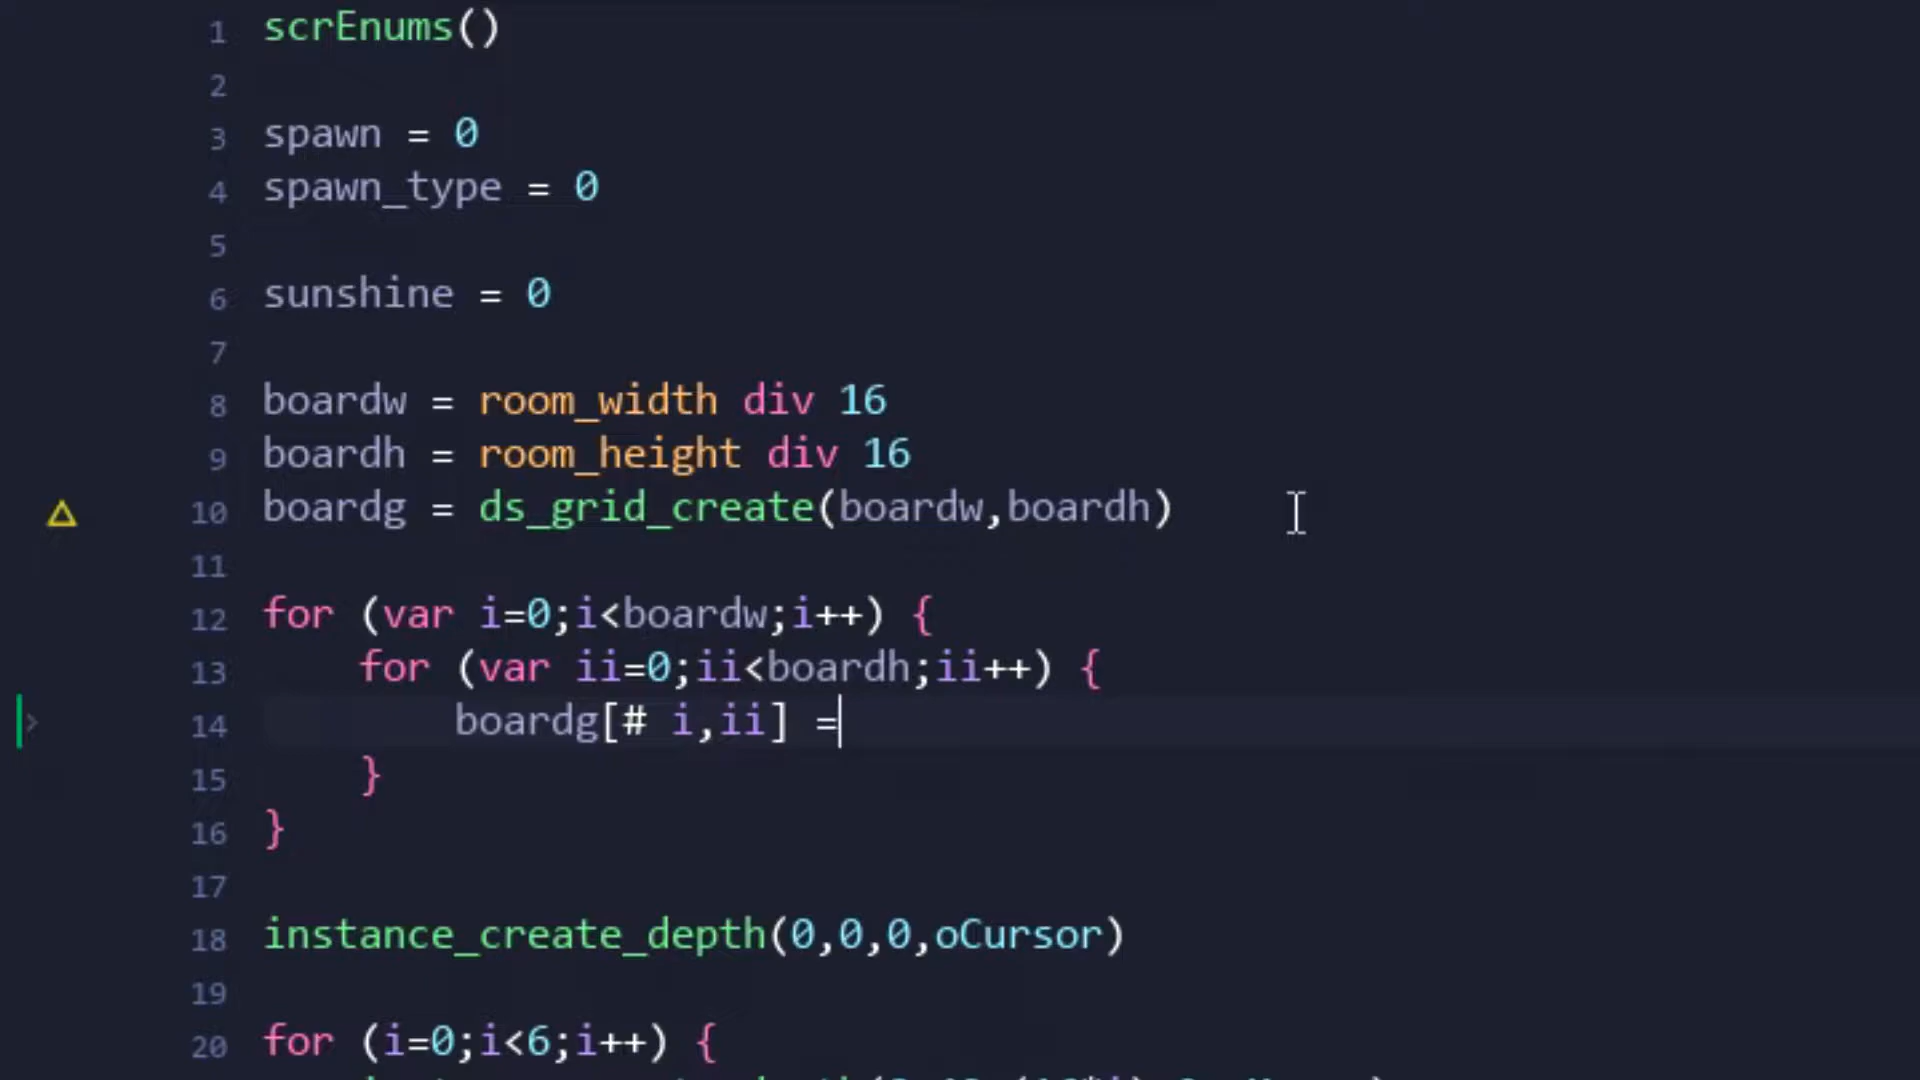 1 scrEnums()
2
3 spawn = 0
4 spawn_type = 0
5
6 sunshine = 0
7
8 boardw = room_width div 16
9 boardh = room_height div 16
10 boardg = ds_grid_create(boardw,boardh)
11
12 for (var i=0;i<boardw;i++) {
13     for (var ii=0;ii<boardh;ii++) {
14         boardg[# i,ii] =
15     }
16 }
17
18 instance_create_depth(0,0,0,oCursor)
19
20 for (i=0;i<6;i++) {